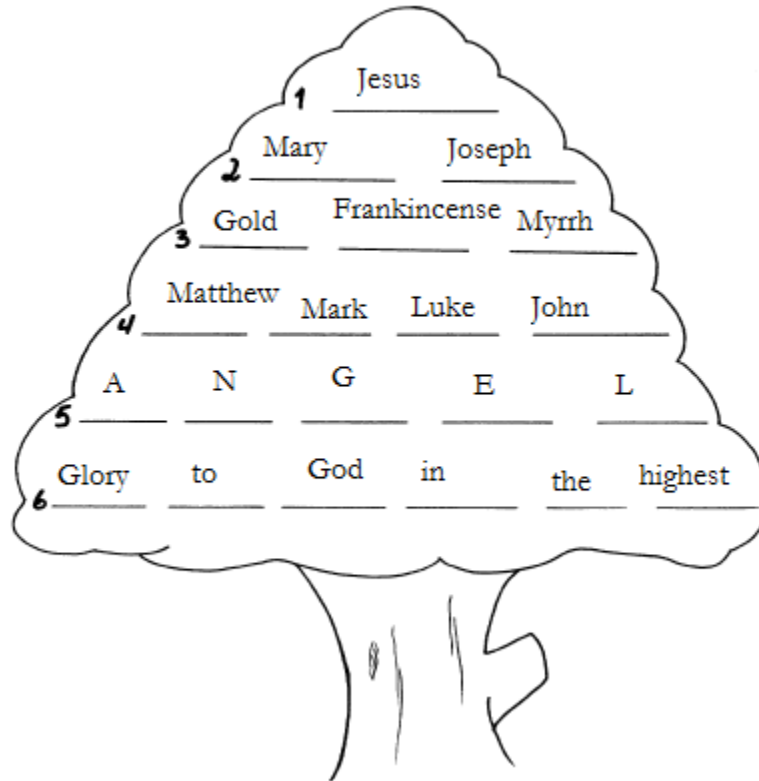 1 Jesus
2 Mary Joseph
3 Gold Frankincense Myrrh
4 Matthew Mark Luke John
5 A N G E L
6 Glory to God in the highest